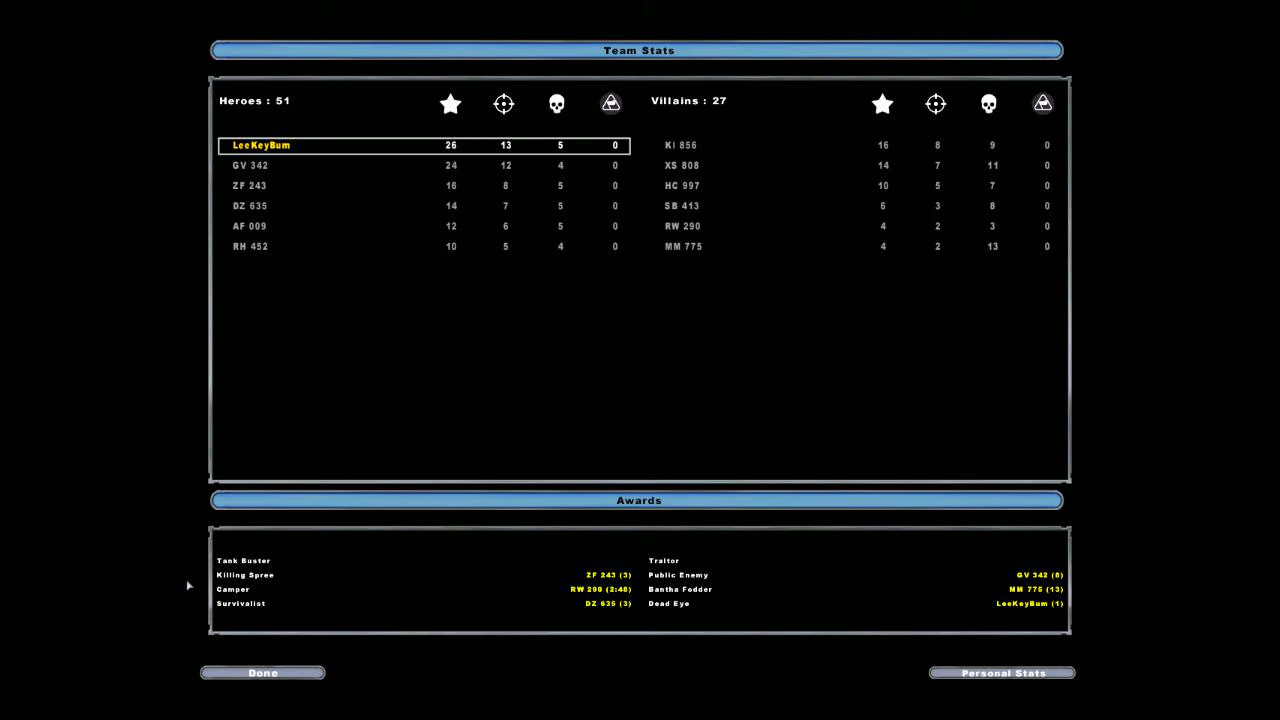 Team Stats
Heroes : 51
Villains : 27
LeeKeyBum 26 13 5 0
KI 856 16 8 9 0
GV 342 24 12 4 0
XS 808 14 7 11 0
ZF 243 16 8 5 0
HC 997 10 5 7 0
DZ 635 14 7 5 0
SB 413 6 3 8 0
AF 009 12 6 5 0
RW 290 4 2 3 0
RH 452 10 5 4 0
MM 775 4 2 13 0
Awards
Tank Buster
Traitor
Killing Spree ZF 243 (3)
Public Enemy GV 342 (8)
Camper RW 290 (2:48)
Bantha Fodder MM 775 (13)
Survivalist DZ 635 (3)
Dead Eye LeeKeyBum (1)
Done
Personal Stats